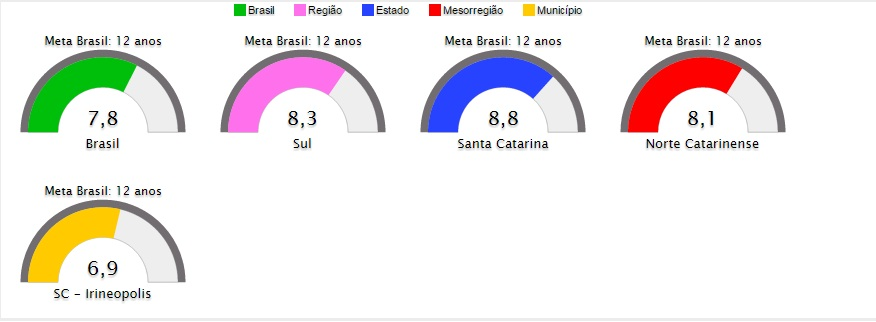 Brasil Região Estado Mesorregião Município
Meta Brasil: 12 anos Meta Brasil: 12 anos Meta Brasil: 12 anos Meta Brasil: 12 anos
7,8 8,3 8,8 8,1
Brasil Sul Santa Catarina Norte Catarinense
Meta Brasil: 12 anos
6,9
SC - Irineopolis